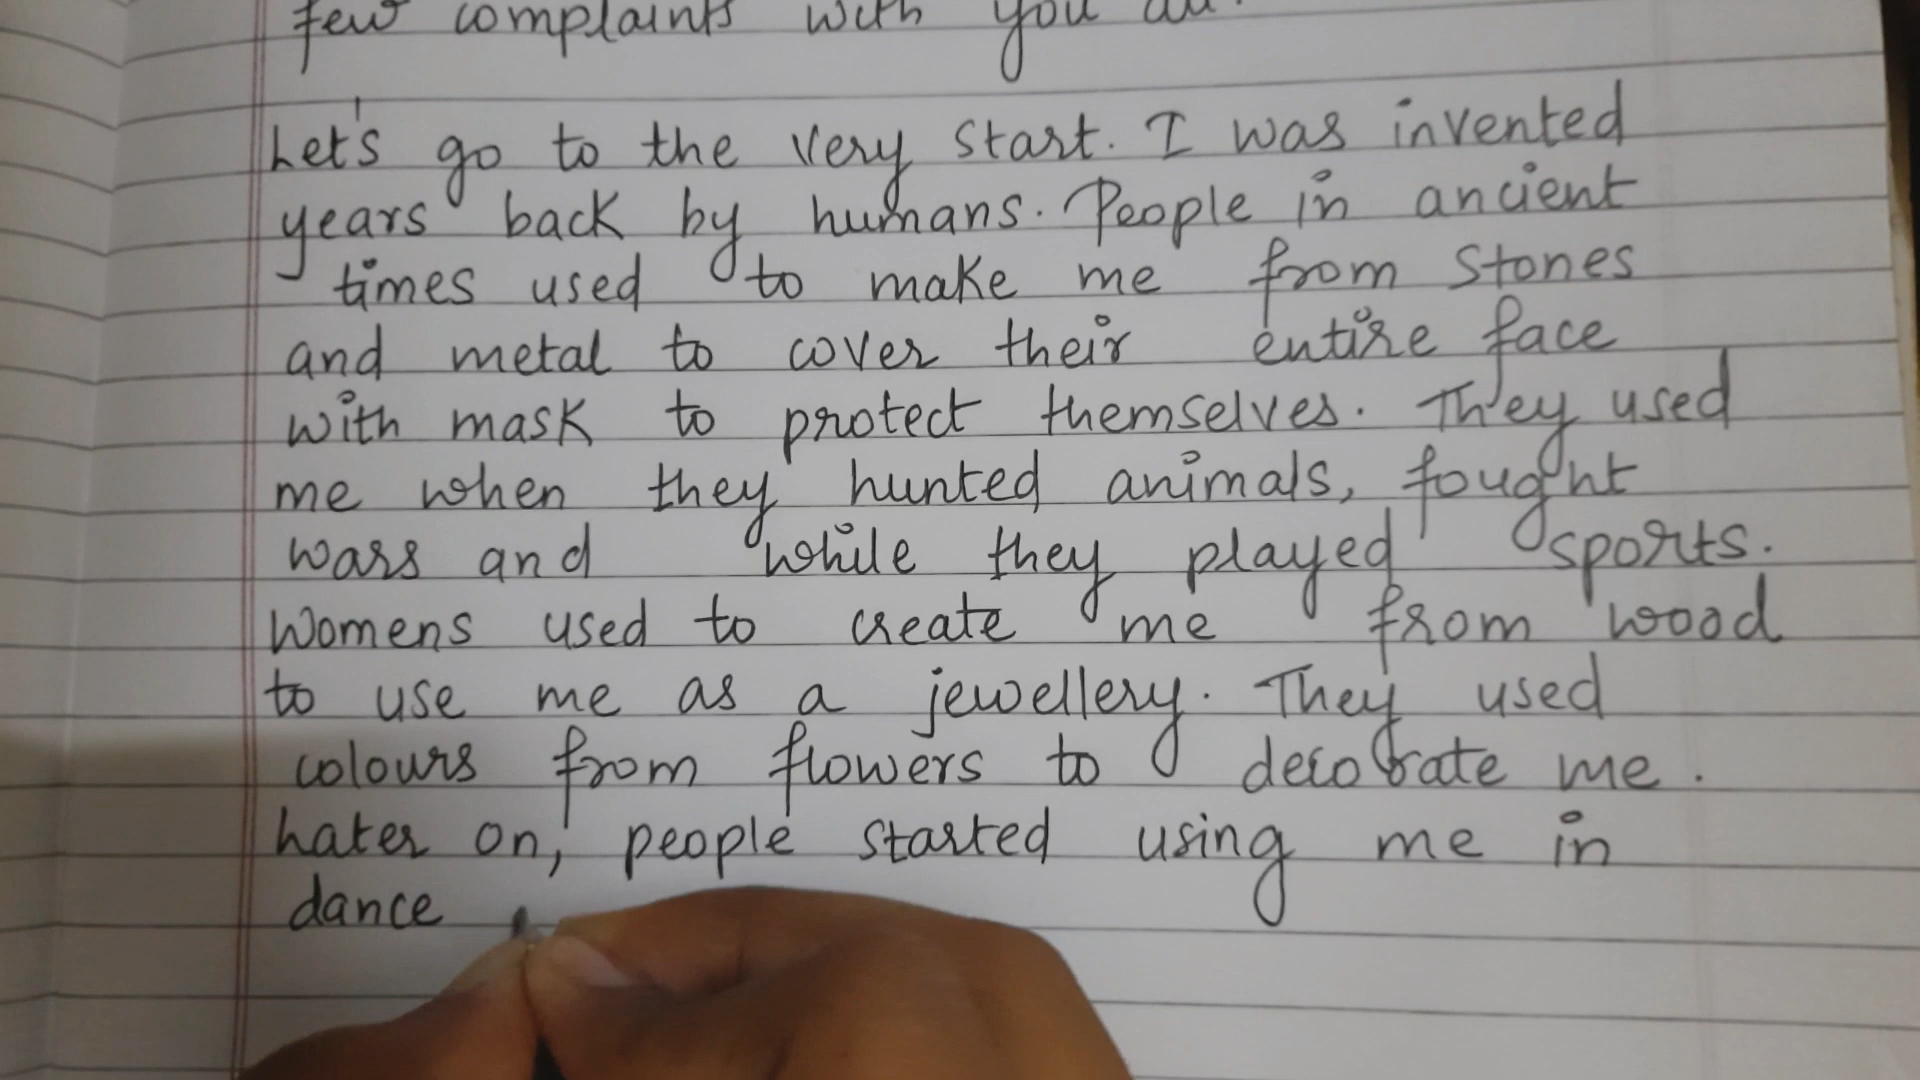 few complaints with you all.
Let's go to the very start. I was invented
years back by humans. People in ancient
times used to make me from stones
and metal to cover their entire face
with mask to protect themselves. They used
me when they hunted animals, fought
wars and while they played sports.
Womens used to create me from wood
to use me as a jewellery. They used
colours from flowers to decorate me.
Later on, people started using me in
dance